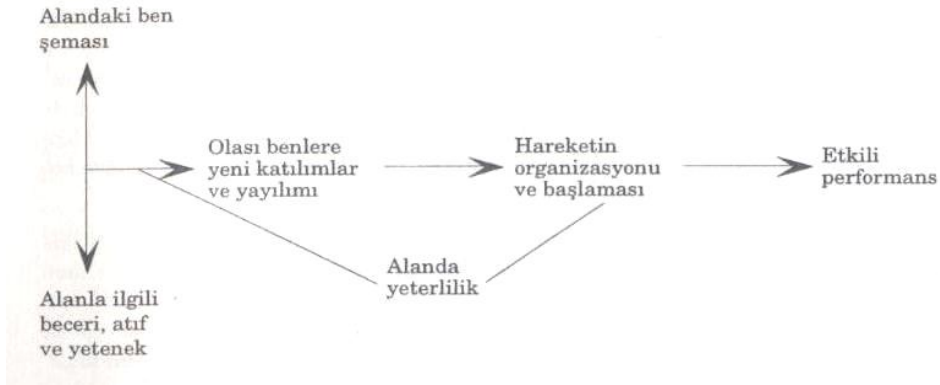 Alandaki ben
şeması
Olası benlere
yeni katılımlar
ve yayılımı
Hareketin
organizasyonu
ve başlaması
Etkili
performans
Alanda
yeterlilik
Alanla ilgili
beceri, atıf
ve yetenek